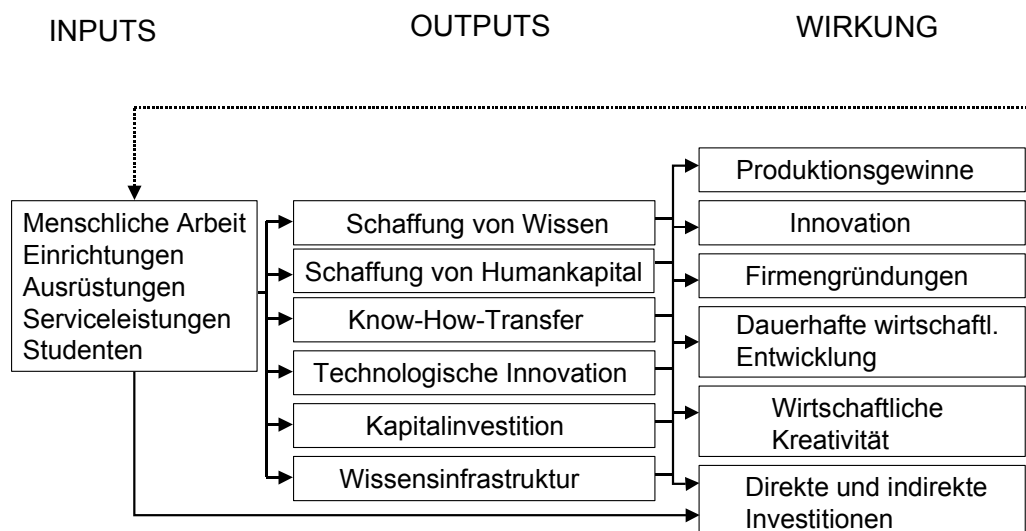 INPUTS
OUTPUTS
WIRKUNG
Menschliche Arbeit
Einrichtungen
Ausrüstungen
Serviceleistungen
Studenten
Schaffung von Wissen
Schaffung von Humankapital
Know-How-Transfer
Technologische Innovation
Kapitalinvestition
Wissensinfrastruktur
Produktionsgewinne
Innovation
Firmengründungen
Dauerhafte wirtschaftl.
Entwicklung
Wirtschaftliche
Kreativität
Direkte und indirekte
Investitionen